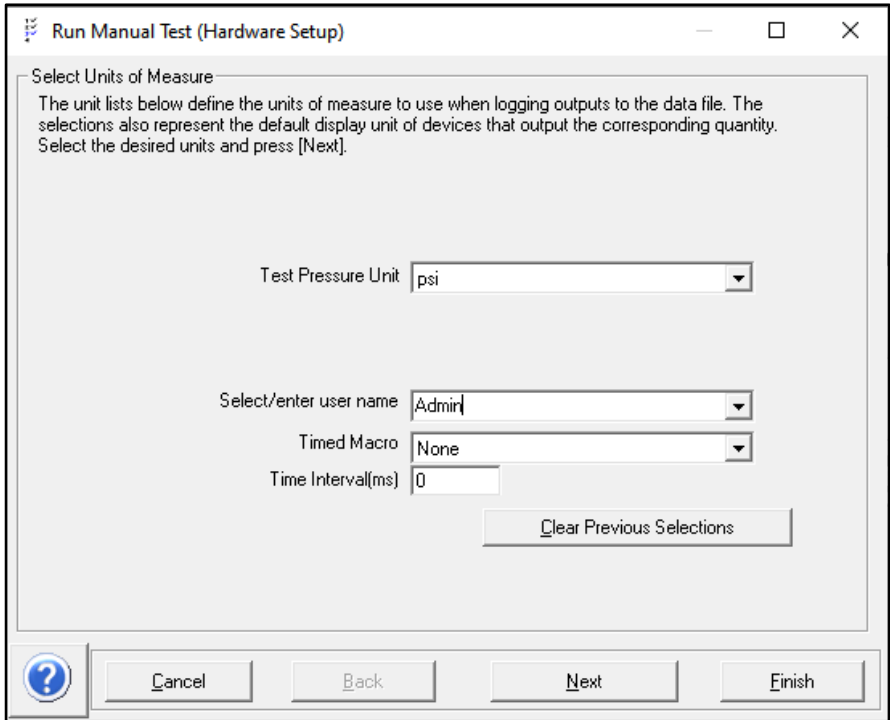 Run Manual Test (Hardware Setup)
Select Units of Measure
The unit lists below define the units of measure to use when logging outputs to the data file. The
selections also represent the default display unit of devices that output the corresponding quantity.
Select the desired units and press [Next].
Test Pressure Unit psi
Select/enter user name Admin
Timed Macro None
Time Interval(ms) 0
Clear Previous Selections
? Cancel Back Next Finish